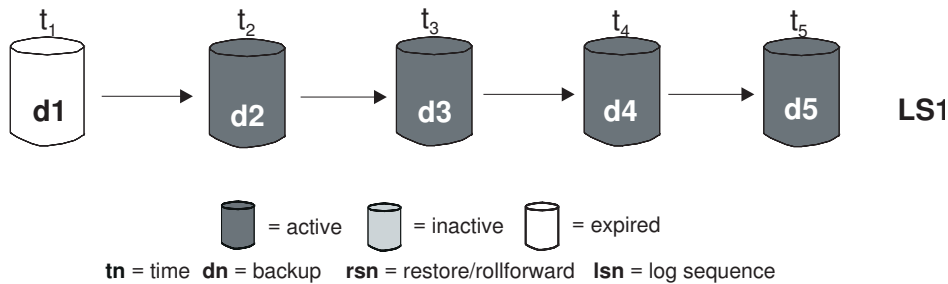 t1 t2 t3 t4 t5
d1 d2 d3 d4 d5 LS1
= active = inactive = expired
tn = time dn = backup rsn = restore/rollforward lsn = log sequence